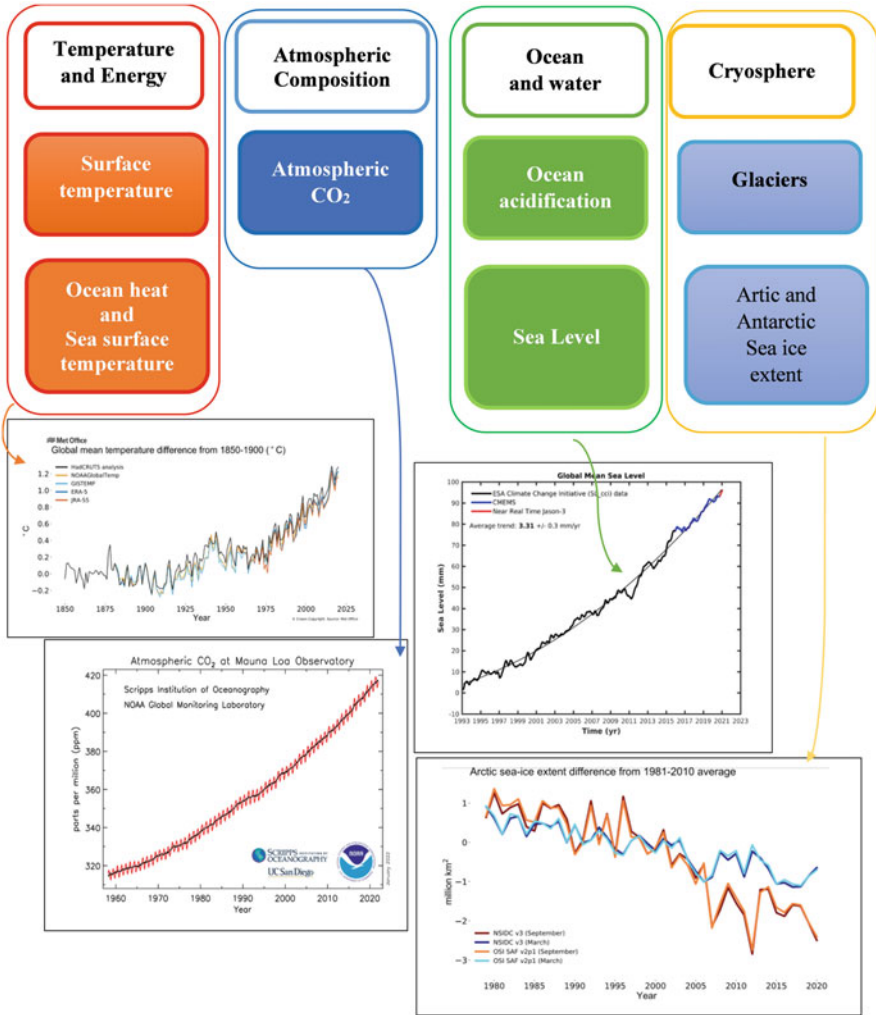 Temperature
and Energy
Atmospheric
Composition
Ocean
and water
Cryosphere
Surface
temperature
Atmospheric
CO₂
Ocean
acidification
Glaciers
Ocean heat
and
Sea surface
temperature
Sea Level
Artic and
Antarctic
Sea ice
extent
Met Office
Global mean temperature difference from 1850-1900 (°C)
HadCRUT5 analysis
NOAAGlobalTemp
GISTEMP
ERA-5
JRA-55
°C
1.2
1.0
0.8
0.6
0.4
0.2
0.0
−0.2
1850
1875
1900
1925
1950
1975
2000
2025
Year
© Crown Copyright. Source: Met Office
Global Mean Sea Level
ESA Climate Change Initiative (SL_cci) data
CMEMS
Near Real Time Jason-3
Average trend: 3.31 +/- 0.3 mm/yr
Sea Level (mm)
100
90
80
70
60
50
40
30
20
10
0
-10
1993 1995 1997 1999 2001 2003 2005 2007 2009 2011 2013 2015 2017 2019 2021 2023
Time (yr)
Atmospheric CO₂ at Mauna Loa Observatory
Scripps Institution of Oceanography
NOAA Global Monitoring Laboratory
parts per million (ppm)
420
400
380
360
340
320
1960 1970 1980 1990 2000 2010 2020
Year
SCRIPPS INSTITUTION OF
OCEANOGRAPHY
UC San Diego
NOAA
January 2022
Arctic sea-ice extent difference from 1981-2010 average
million km²
1
0
−1
−2
−3
NSIDC v3 (September)
NSIDC v3 (March)
OSI SAF v2p1 (September)
OSI SAF v2p1 (March)
1980 1985 1990 1995 2000 2005 2010 2015 2020
Year